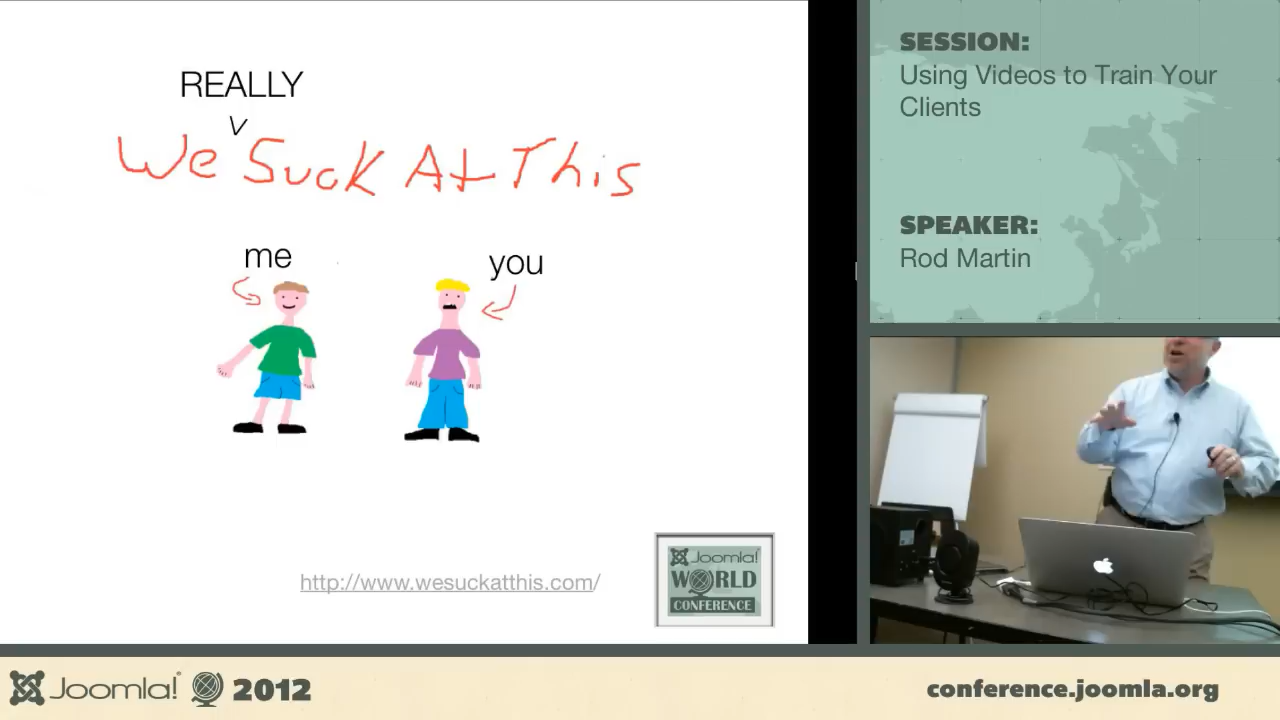 REALLY
v
We Suck At This
me
you
http://www.wesuckatthis.com/
Joomla!
WORLD
CONFERENCE
SESSION:
Using Videos to Train Your
Clients
SPEAKER:
Rod Martin
Joomla! 2012
conference.joomla.org